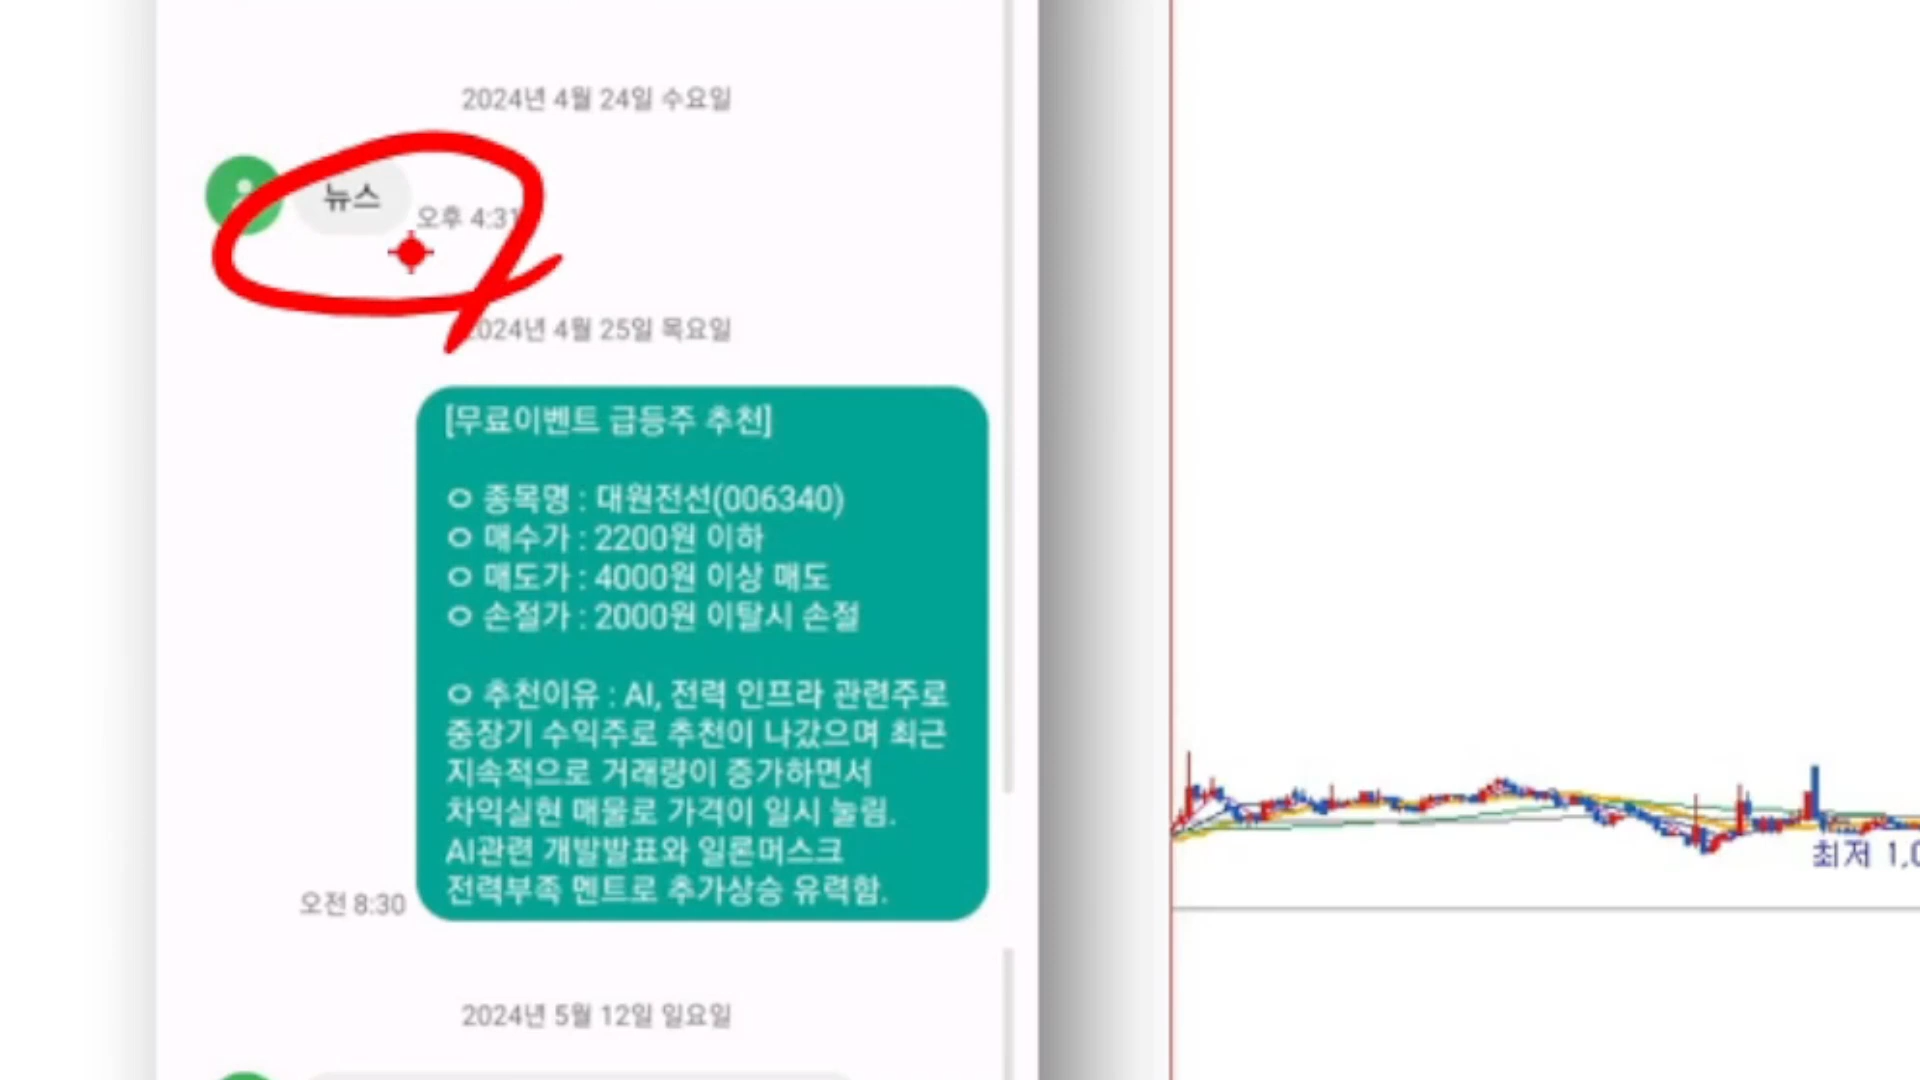 2024년 4월 24일 수요일
뉴스
오후 4:31
2024년 4월 25일 목요일
[무료이벤트 급등주 추천]
ㅇ 종목명 : 대원전선(006340)
ㅇ 매수가 : 2200원 이하
ㅇ 매도가 : 4000원 이상 매도
ㅇ 손절가 : 2000원 이탈시 손절
ㅇ 추천이유 : AI, 전력 인프라 관련주로
중장기 수익주로 추천이 나갔으며 최근
지속적으로 거래량이 증가하면서
차익실현 매물로 가격이 일시 눌림.
AI관련 개발발표와 일론머스크
전력부족 멘트로 추가상승 유력함.
오전 8:30
2024년 5월 12일 일요일
최저 1,0